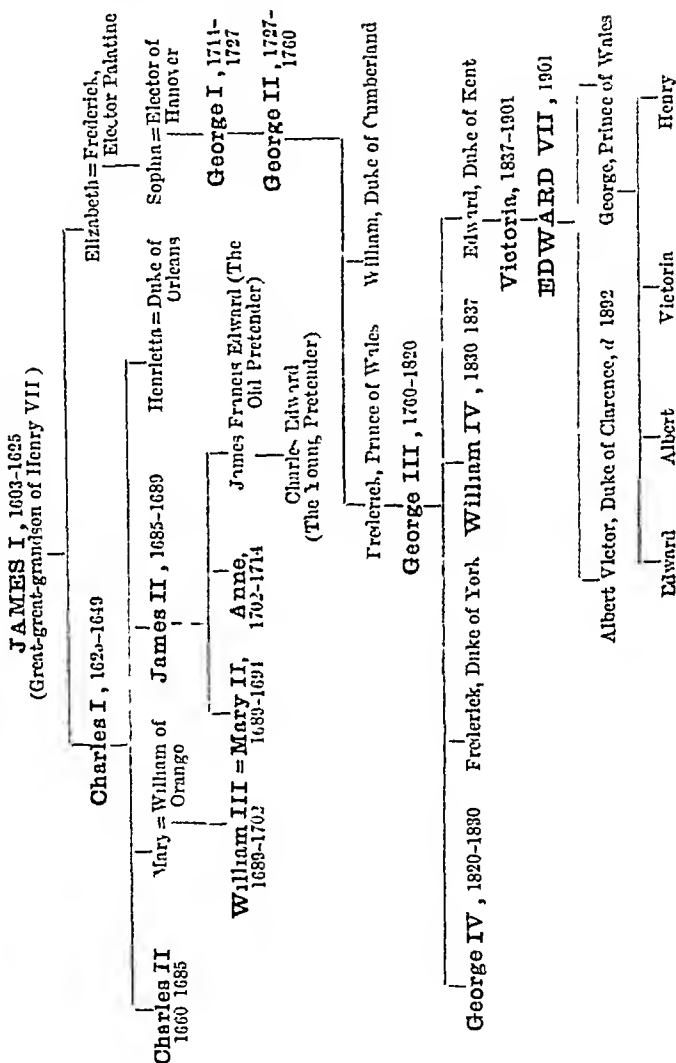 JAMES I, 1603-1625
(Great-great-grandson of Henry VII)
Charles I, 1625-1649
Elizabeth = Frederick,
Elector Palatine
Charles II
1660 1685
Mary = William of
Orango
James II, 1685-1689
Henrietta = Duke of
Orleans
Sophia = Elector of
Hanover
William III = Mary II,
1689-1702 1689-1691
Anne,
1702-1714
James Francis Edward (The
Old Pretender)
George I, 1711-
1727
Charles Edward
(The Young Pretender)
George II, 1727-
1760
Frederick, Prince of Wales
William, Duke of Cumberland
George III, 1760-1820
George IV, 1820-1830
Frederick, Duke of York
William IV, 1830 1837
Edward, Duke of Kent
Victoria, 1837-1901
EDWARD VII, 1901
Albert Victor, Duke of Clarence, d 1892
George, Prince of Wales
Edward
Albert
Victoria
Henry